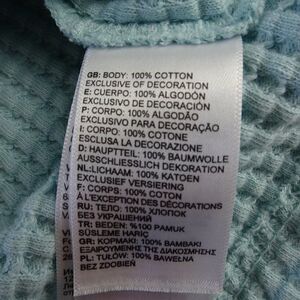 GB: BODY: 100% COTTON
EXCLUSIVE OF DECORATION
E: CUERPO: 100% ALGODÓN
EXCLUSIVO DE DECORACIÓN
P: CORPO: 100% ALGODÃO
EXCLUSIVO PARA DECORAÇÃO
I: CORPO: 100% COTONE
ESCLUSA LA DECORAZIONE
D: HAUPTTEIL: 100% BAUMWOLLE
AUSSCHLIESSLICH DEKORATION
NL:LICHAAM: 100% KATOEN
EXCLUSIEF VERSIERING
F: CORPS: 100% COTON
À L'EXCEPTION DES DÉCORATIONS
RU: ТЕЛО: 100% ХЛОПОК
БЕЗ УКРАШЕНИЙ
TR: BEDEN: %100 PAMUK
SÜSLEME HARİÇ
GR: ΚΟΡΜΑΚΙ: 100% ΒΑΜΒΑΚΙ
ΕΞΑΙΡΟΥΜΕΝΗΣ ΤΗΣ ΔΙΑΚΟΣΜΗΣΗΣ
PL: TUŁÓW: 100% BAWEŁNA
BEZ ZDOBIEŃ